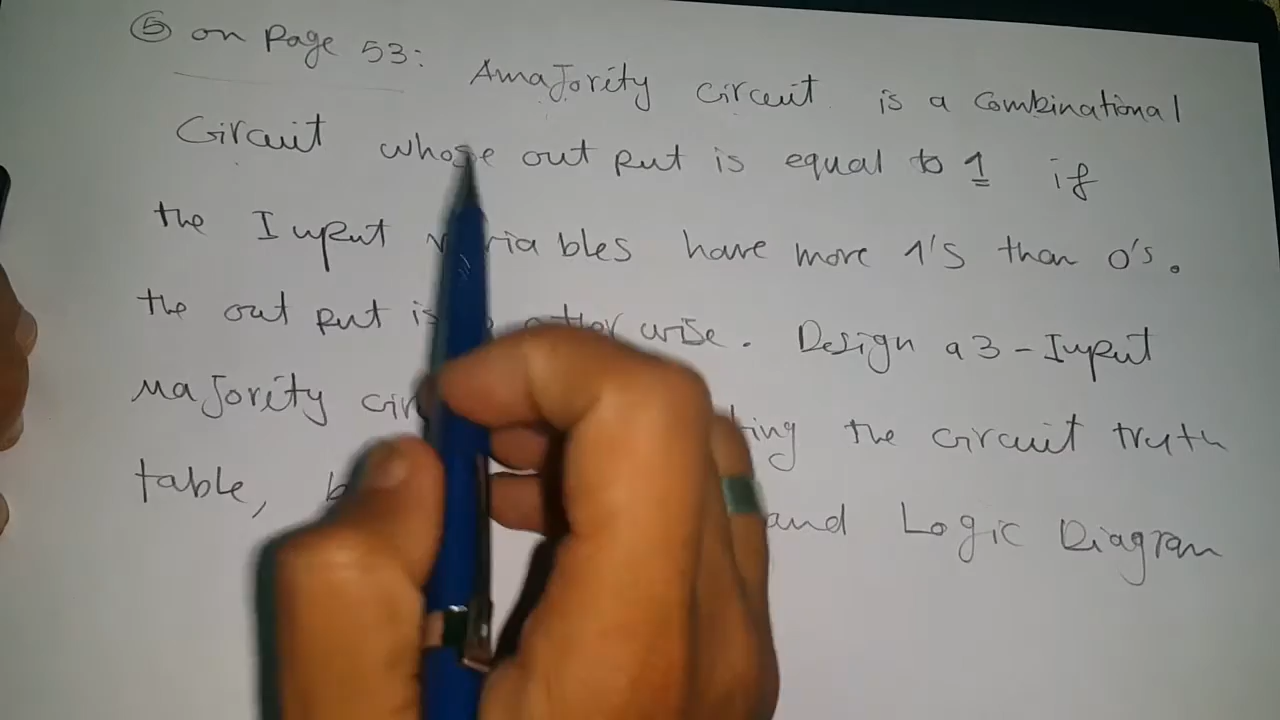 ⑤ on Page 53: A majority circuit is a combinational
Circuit whose out put is equal to 1 if
the Input variables have more 1's than 0's.
the out put is wise. Design a 3-Input
majority the circuit truth
table, and Logic Diagram